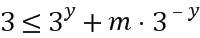 3 ≤ 3^y + m · 3^{-y}